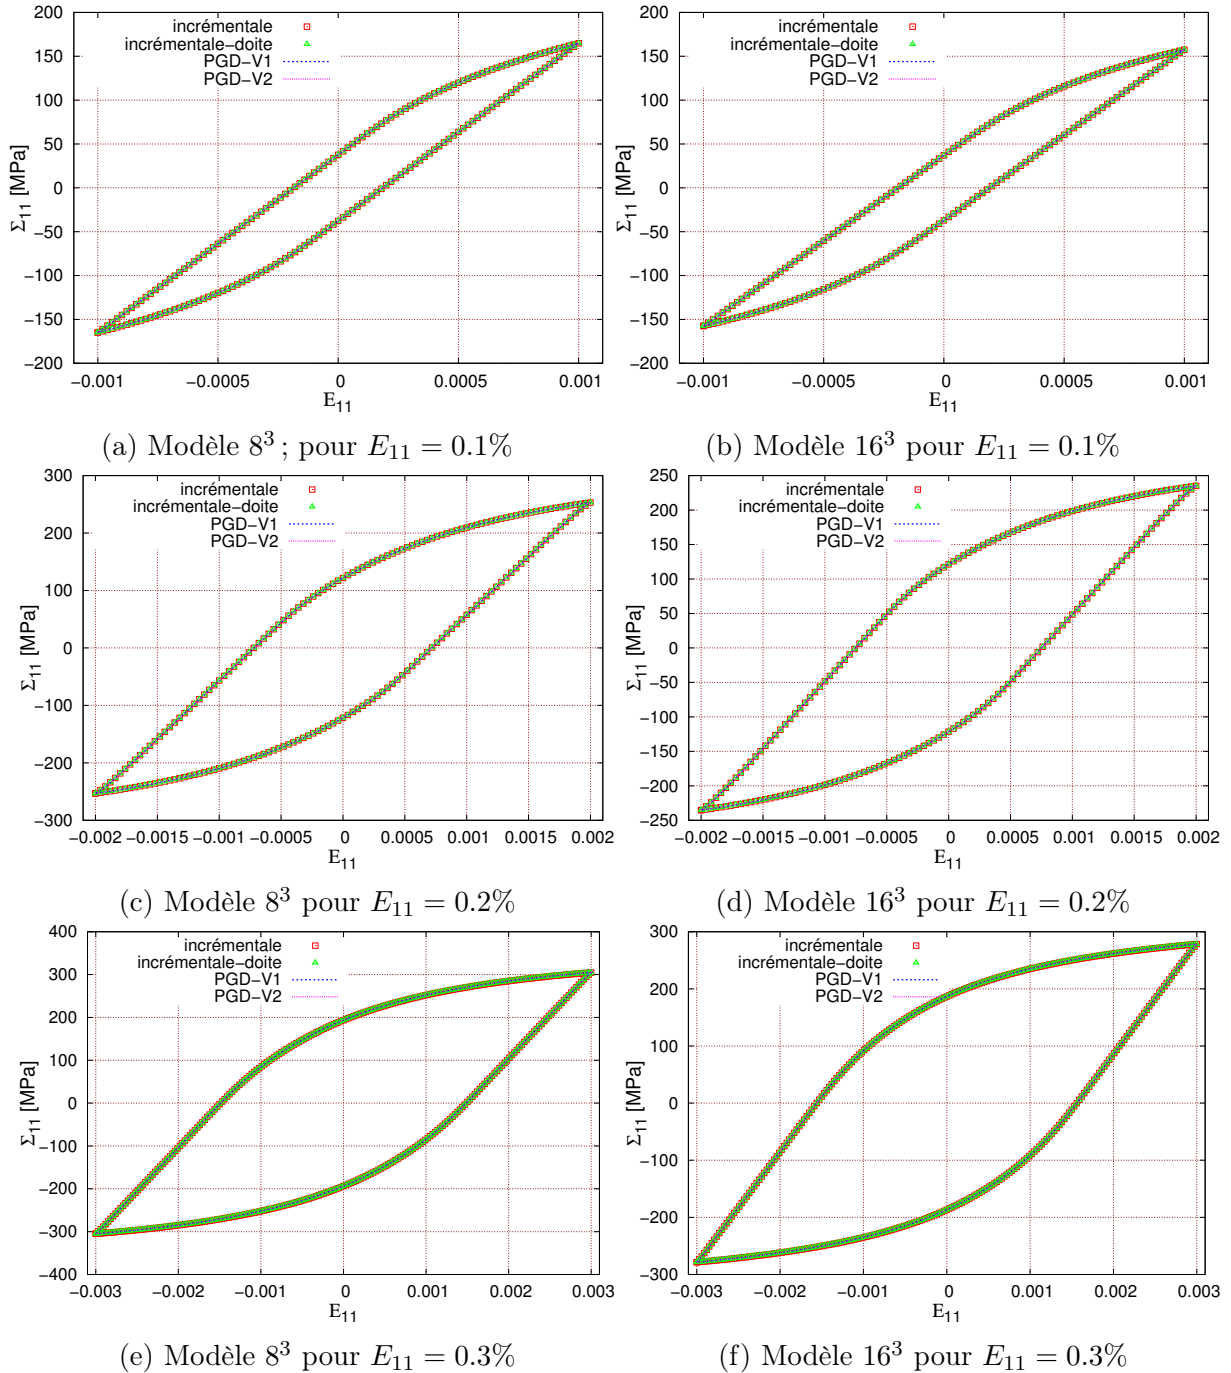 200
150
100
50
0
−50
−100
−150
−200
−0.001 −0.0005 0 0.0005 0.001
Σ11 [MPa]
E11
incrémentale
incrémentale−doite
PGD−V1
PGD−V2
200
150
100
50
0
−50
−100
−150
−200
−0.001 −0.0005 0 0.0005 0.001
Σ11 [MPa]
E11
incrémentale
incrémentale−doite
PGD−V1
PGD−V2
(a) Modèle 8³ ; pour E11 = 0.1%
(b) Modèle 16³ pour E11 = 0.1%
300
200
100
0
−100
−200
−300
−0.002 −0.0015 −0.001 −0.0005 0 0.0005 0.001 0.0015 0.002
Σ11 [MPa]
E11
incrémentale
incrémentale−doite
PGD−V1
PGD−V2
250
200
150
100
50
0
−50
−100
−150
−200
−250
−0.002 −0.0015 −0.001 −0.0005 0 0.0005 0.001 0.0015 0.002
Σ11 [MPa]
E11
incrémentale
incrémentale−doite
PGD−V1
PGD−V2
(c) Modèle 8³ pour E11 = 0.2%
(d) Modèle 16³ pour E11 = 0.2%
400
300
200
100
0
−100
−200
−300
−400
−0.003 −0.002 −0.001 0 0.001 0.002 0.003
Σ11 [MPa]
E11
incrémentale
incrémentale−doite
PGD−V1
PGD−V2
300
200
100
0
−100
−200
−300
−0.003 −0.002 −0.001 0 0.001 0.002 0.003
Σ11 [MPa]
E11
incrémentale
incrémentale−doite
PGD−V1
PGD−V2
(e) Modèle 8³ pour E11 = 0.3%
(f) Modèle 16³ pour E11 = 0.3%